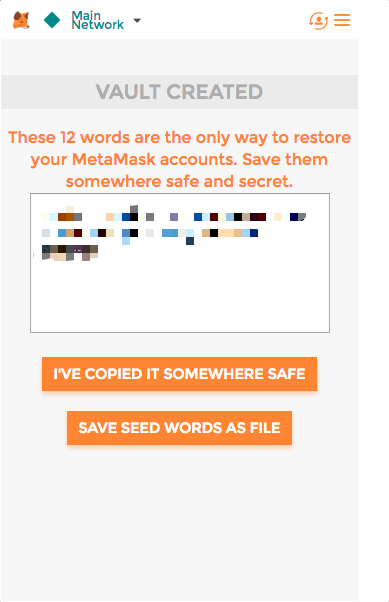 Main
Network
VAULT CREATED
These 12 words are the only way to restore
your MetaMask accounts. Save them
somewhere safe and secret.
I'VE COPIED IT SOMEWHERE SAFE
SAVE SEED WORDS AS FILE